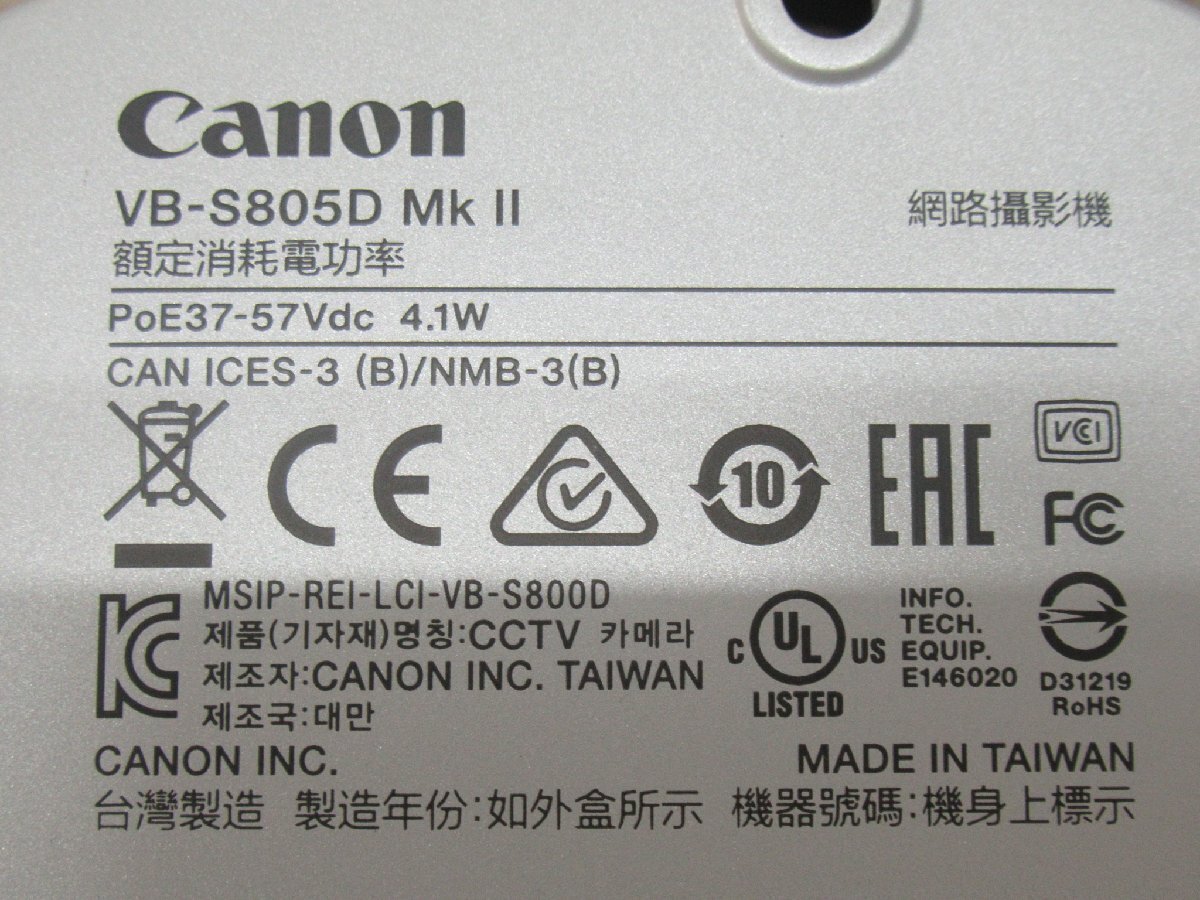 Canon
VB-S805D Mk II 網路攝影機
額定消耗電功率
PoE37-57Vdc 4.1W
CAN ICES-3 (B)/NMB-3(B)
CE
10
EAC
VCCI
FC
MSIP-REI-LCI-VB-S800D
제품(기자재)명칭:CCTV 카메라
제조자:CANON INC. TAIWAN
제조국:대만
KC
C UL US
LISTED
INFO.
TECH.
EQUIP.
E146020
D31219
RoHS
CANON INC. MADE IN TAIWAN
台灣製造 製造年份:如外盒所示 機器號碼:機身上標示